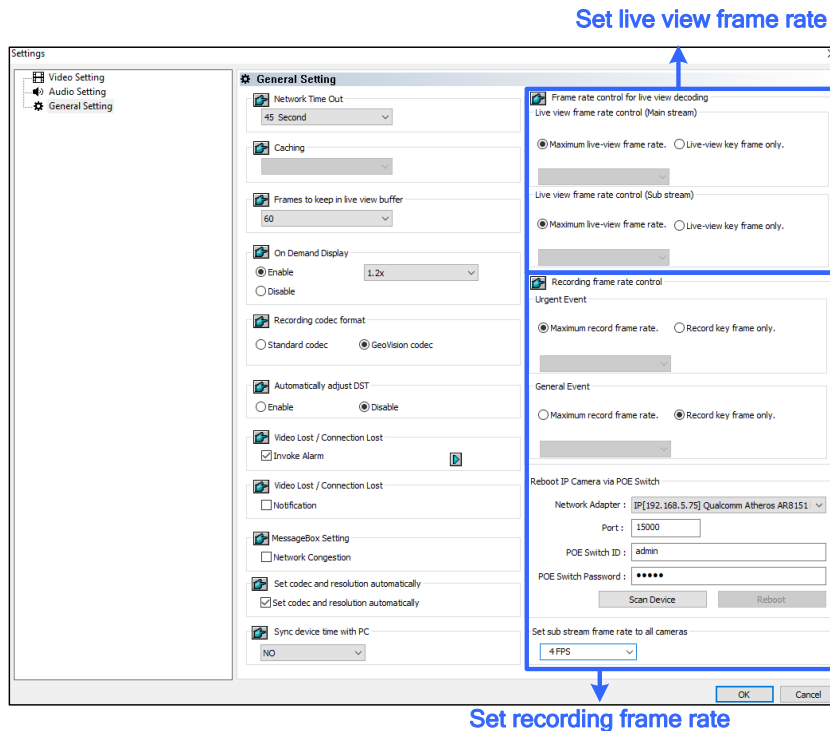 Set live view frame rate
Settings
Video Setting
Audio Setting
General Setting
General Setting
Network Time Out
45 Second
Caching
Frames to keep in live view buffer
60
On Demand Display
Enable
1.2x
Disable
Recording codec format
Standard codec
GeoVision codec
Automatically adjust DST
Enable
Disable
Video Lost / Connection Lost
Invoke Alarm
Video Lost / Connection Lost
Notification
MessageBox Setting
Network Congestion
Set codec and resolution automatically
Set codec and resolution automatically
Sync device time with PC
NO
Frame rate control for live view decoding
Live view frame rate control (Main stream)
Maximum live-view frame rate.
Live-view key frame only.
Live view frame rate control (Sub stream)
Maximum live-view frame rate.
Live-view key frame only.
Recording frame rate control
Urgent Event
Maximum record frame rate.
Record key frame only.
General Event
Maximum record frame rate.
Record key frame only.
Reboot IP Camera via POE Switch
Network Adapter :
IP[192.168.5.75] Qualcomm Atheros AR8151
Port :
15000
POE Switch ID :
admin
POE Switch Password :
•••••
Scan Device
Reboot
Set sub stream frame rate to all cameras
4 FPS
OK
Cancel
Set recording frame rate